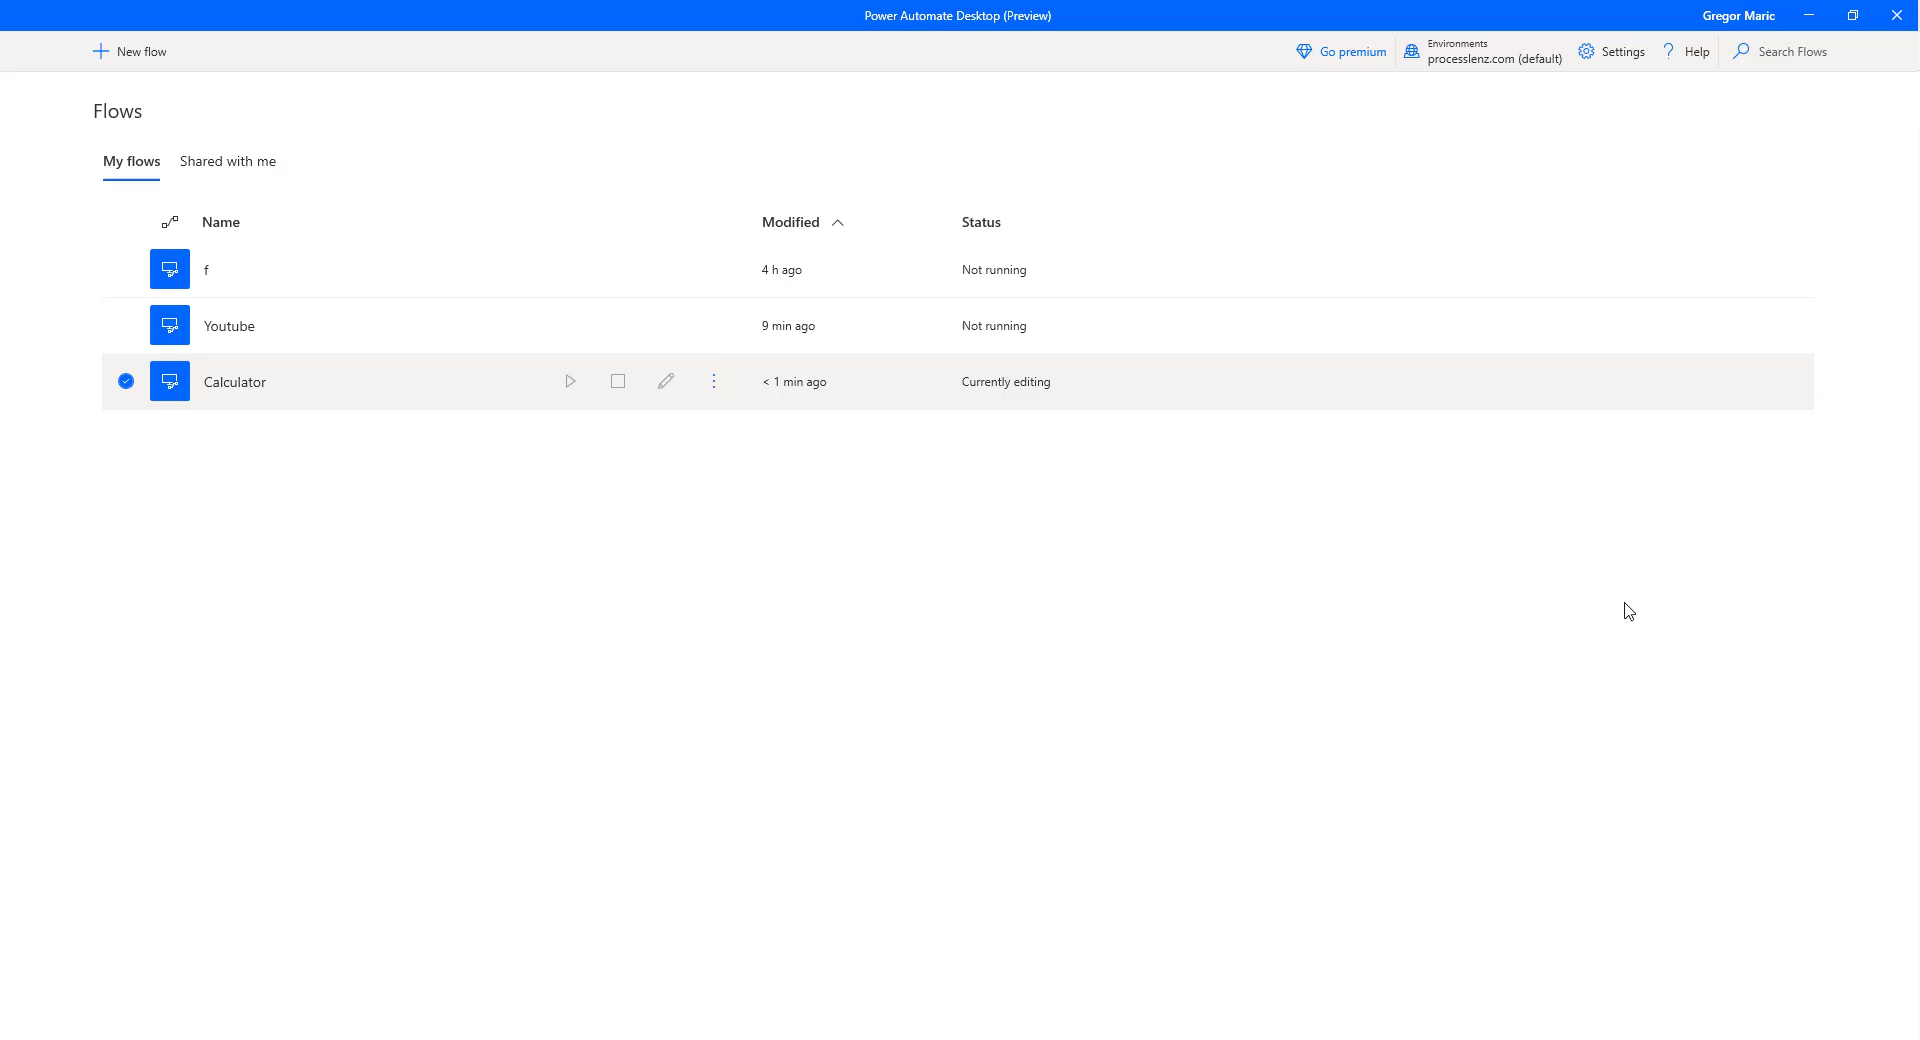 Power Automate Desktop (Preview)
Gregor Maric
New flow
Go premium
Environments
processlenz.com (default)
Settings
Help
Search Flows
Flows
My flows Shared with me
Name Modified Status
f 4 h ago Not running
Youtube 9 min ago Not running
Calculator < 1 min ago Currently editing